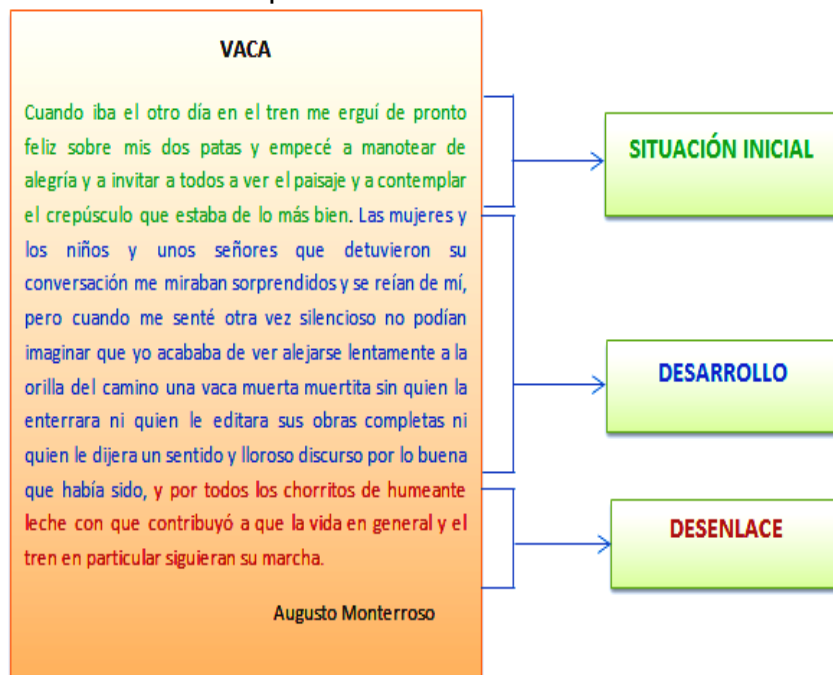 VACA
Cuando iba el otro día en el tren me erguí de pronto
feliz sobre mis dos patas y empecé a manotear de
alegría y a invitar a todos a ver el paisaje y a contemplar
el crepúsculo que estaba de lo más bien. Las mujeres y
los niños y unos señores que detuvieron su
conversación me miraban sorprendidos y se reían de mí,
pero cuando me senté otra vez silencioso no podían
imaginar que yo acababa de ver alejarse lentamente a la
orilla del camino una vaca muerta muertita sin quien la
enterrara ni quien le editara sus obras completas ni
quien le dijera un sentido y lloroso discurso por lo buena
que había sido, y por todos los chorritos de humeante
leche con que contribuyó a que la vida en general y el
tren en particular siguieran su marcha.
Augusto Monterroso
SITUACIÓN INICIAL
DESARROLLO
DESENLACE